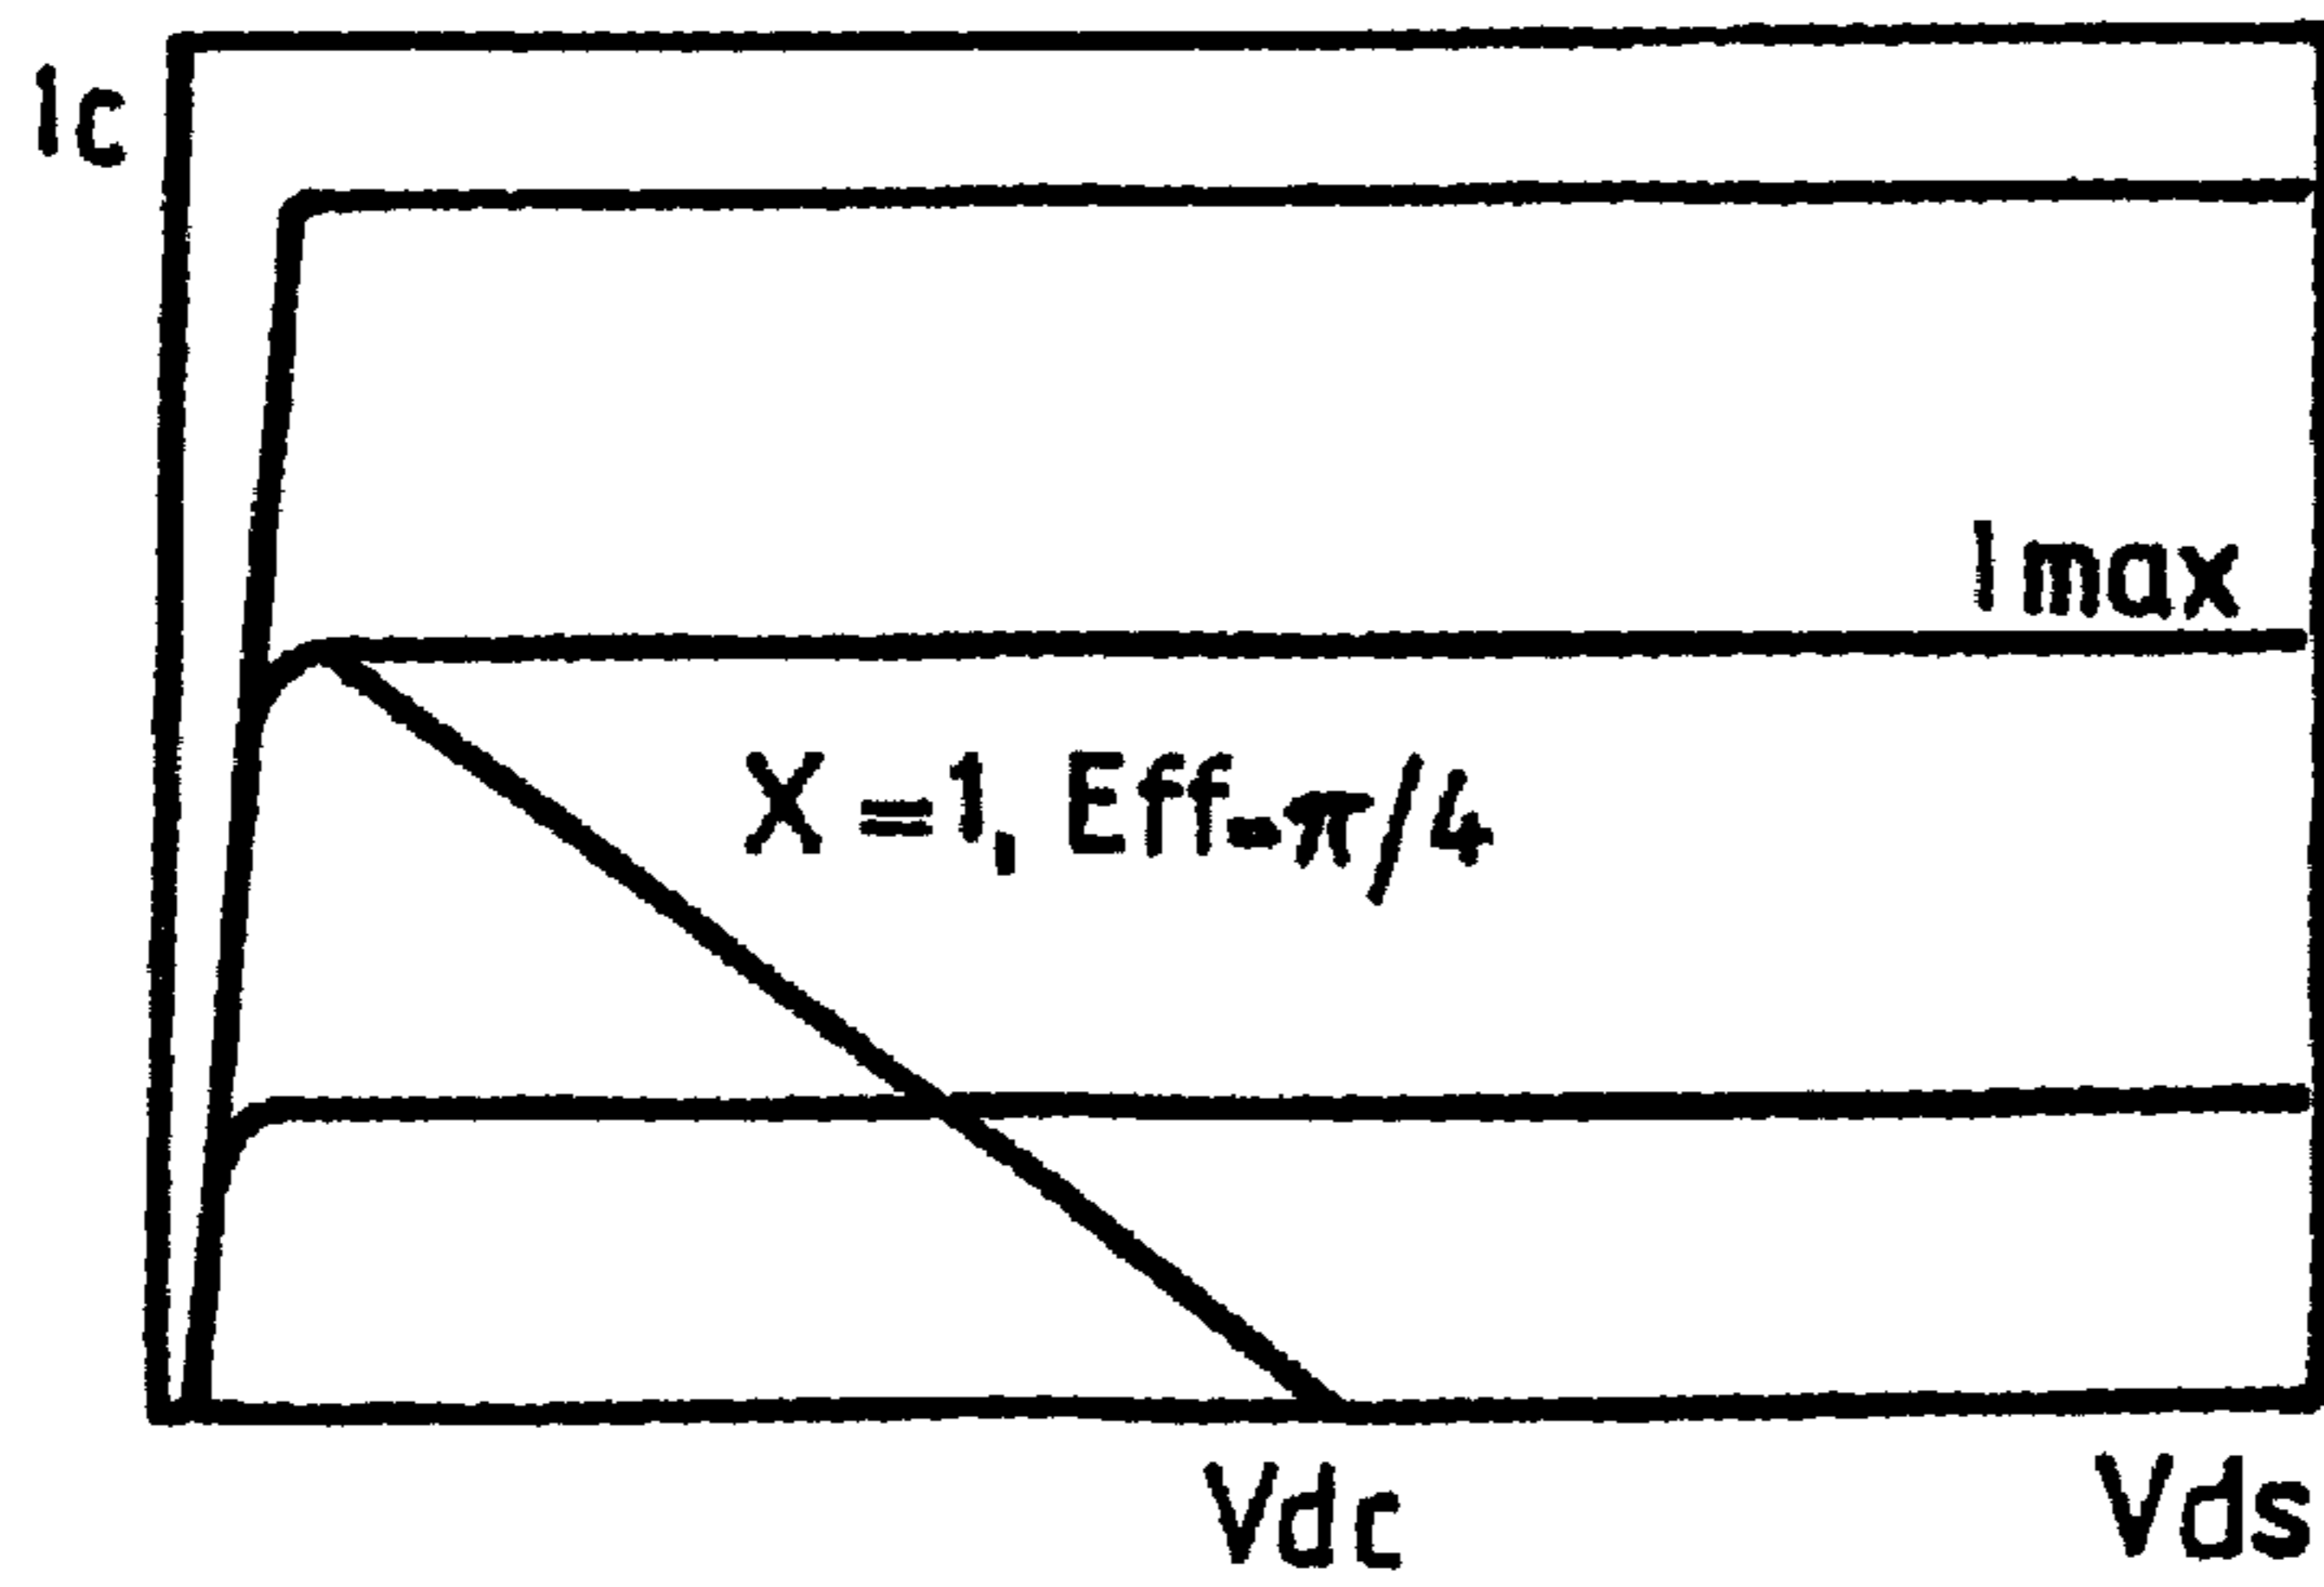 Ic
Imax
X=1, Eff=π/4
Vdc
Vds